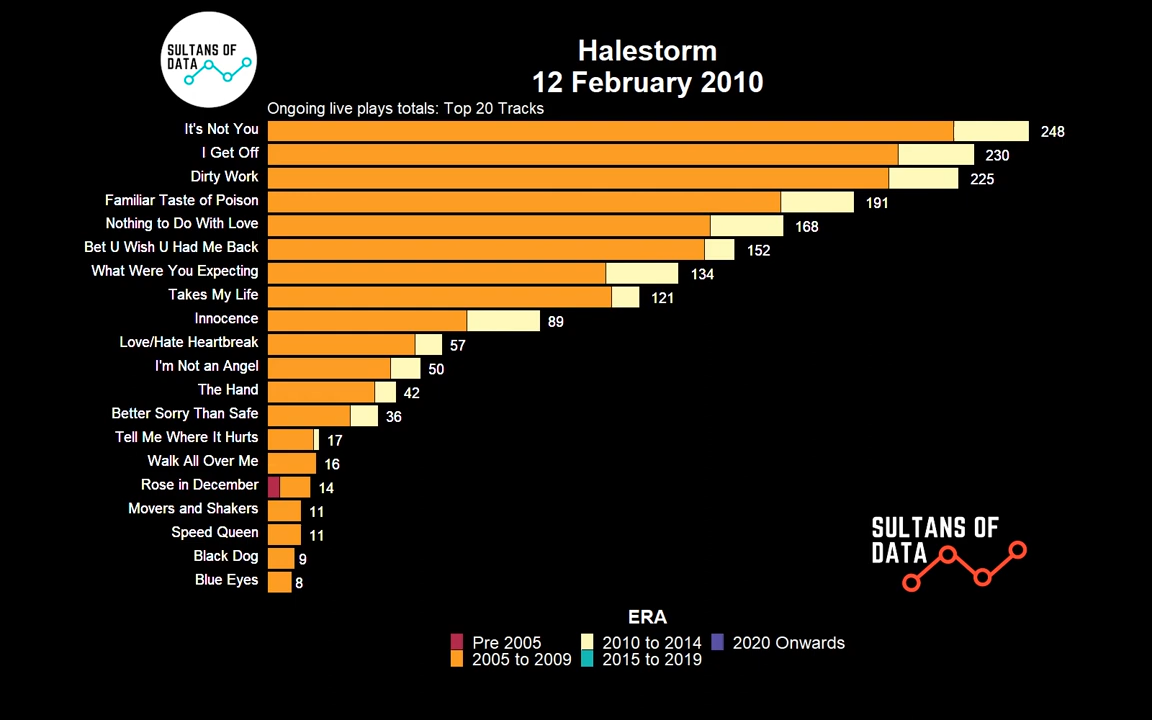 SULTANS OF
DATA
Halestorm
12 February 2010
Ongoing live plays totals: Top 20 Tracks
It's Not You 248
I Get Off 230
Dirty Work 225
Familiar Taste of Poison 191
Nothing to Do With Love 168
Bet U Wish U Had Me Back 152
What Were You Expecting 134
Takes My Life 121
Innocence 89
Love/Hate Heartbreak 57
I'm Not an Angel 50
The Hand 42
Better Sorry Than Safe 36
Tell Me Where It Hurts 17
Walk All Over Me 16
Rose in December 14
Movers and Shakers 11
Speed Queen 11
Black Dog 9
Blue Eyes 8
SULTANS OF
DATA
ERA
Pre 2005 2010 to 2014 2020 Onwards
2005 to 2009 2015 to 2019